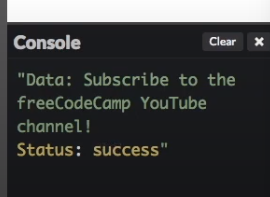 Console Clear ×
"Data: Subscribe to the
freeCodeCamp YouTube
channel!
Status: success"